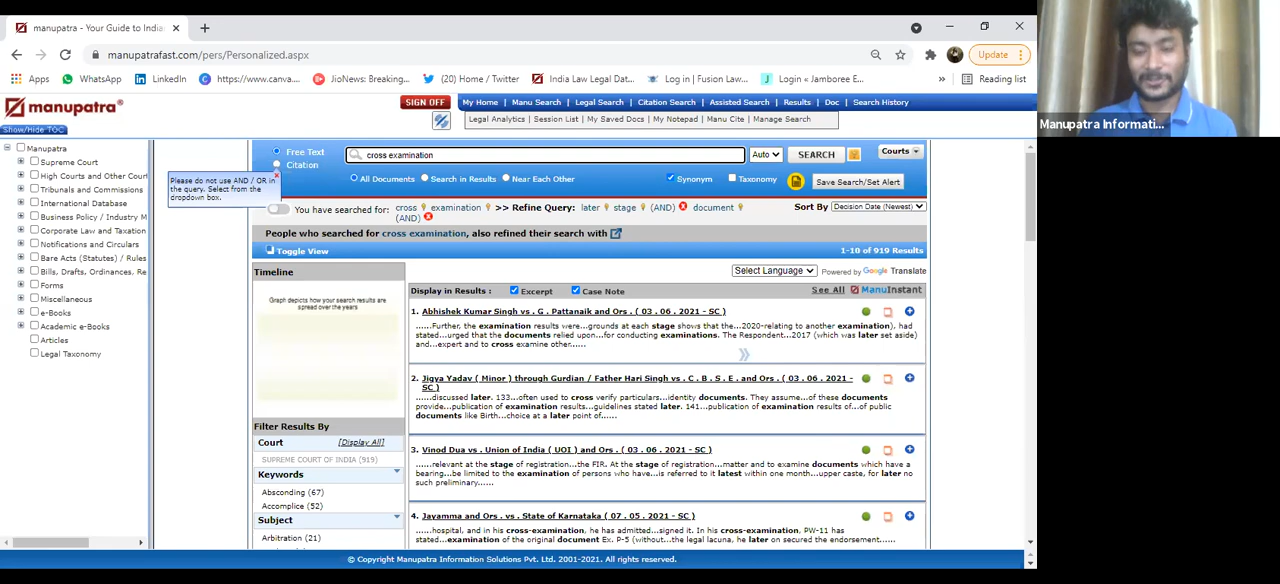 manupatra - Your Guide to India
manupatrafast.com/pers/Personalized.aspx
Update
Apps WhatsApp LinkedIn https://www.canva... JioNews: Breaking... (20) Home / Twitter India Law Legal Dat... Log in | Fusion Law... Login « Jamboree E... » Reading list
manupatra®
SIGN OFF
My Home | Manu Search | Legal Search | Citation Search | Assisted Search | Results | Doc | Search History
Legal Analytics | Session List | My Saved Docs | My Notepad | Manu Cite | Manage Search
Show/Hide TOC
Manupatra
Supreme Court
High Courts and Other Court
Tribunals and Commissions
International Database
Business Policy / Industry M
Corporate Law and Taxation
Notifications and Circulars
Bare Acts (Statutes) / Rules
Bills, Drafts, Ordinances, Re
Forms
Miscellaneous
e-Books
Academic e-Books
Articles
Legal Taxonomy
Free Text
Citation
cross examination
Auto
SEARCH
Courts
Please do not use AND / OR in
the query. Select from the
dropdown box.
All Documents Search in Results Near Each Other
Synonym Taxonomy
Save Search/Set Alert
You have searched for: cross examination >> Refine Query: later stage (AND) document
(AND)
Sort By Decision Date (Newest)
People who searched for cross examination, also refined their search with
Toggle View
1-10 of 919 Results
Timeline
Graph depicts how your search results are
spread over the years
Filter Results By
Court [Display All]
SUPREME COURT OF INDIA (919)
Keywords
Absconding (67)
Accomplice (52)
Subject
Arbitration (21)
Select Language Powered by Google Translate
Display in Results : Excerpt Case Note See All ManuInstant
1. Abhishek Kumar Singh vs. G. Pattanaik and Ors. ( 03 . 06 . 2021 - SC )
......Further, the examination results were...grounds at each stage shows that the...2020-relating to another examination), had
stated...urged that the documents relied upon...for conducting examinations. The Respondent...2017 (which was later set aside)
and...expert and to cross examine other.....
2. Jigya Yadav ( Minor ) through Gurdian / Father Hari Singh vs. C . B . S . E . and Ors. ( 03 . 06 . 2021 -
SC )
......discussed later. 133...often used to cross verify particulars...identity documents. They assume...of these documents
provide...publication of examination results...guidelines stated later. 141...publication of examination results of...of public
documents like Birth...choice at a later point of.....
3. Vinod Dua vs. Union of India ( UOI ) and Ors. ( 03 . 06 . 2021 - SC )
......relevant at the stage of registration...the FIR. At the stage of registration...matter and to examine documents which have a
bearing...be limited to the examination of persons who have...is referred to it latest within one month...upper caste, for later no
such preliminary.....
4. Jayamma and Ors. vs. State of Karnataka ( 07 . 05 . 2021 - SC )
......hospital, and in his cross-examination, he has admitted...signed it. In his cross-examination, PW-11 has
stated...examination of the original document Ex. P-5 (without...the legal lacuna, he later on secured the endorsement.....
© Copyright Manupatra Information Solutions Pvt. Ltd. 2001-2021. All rights reserved.
Manupatra Informati...